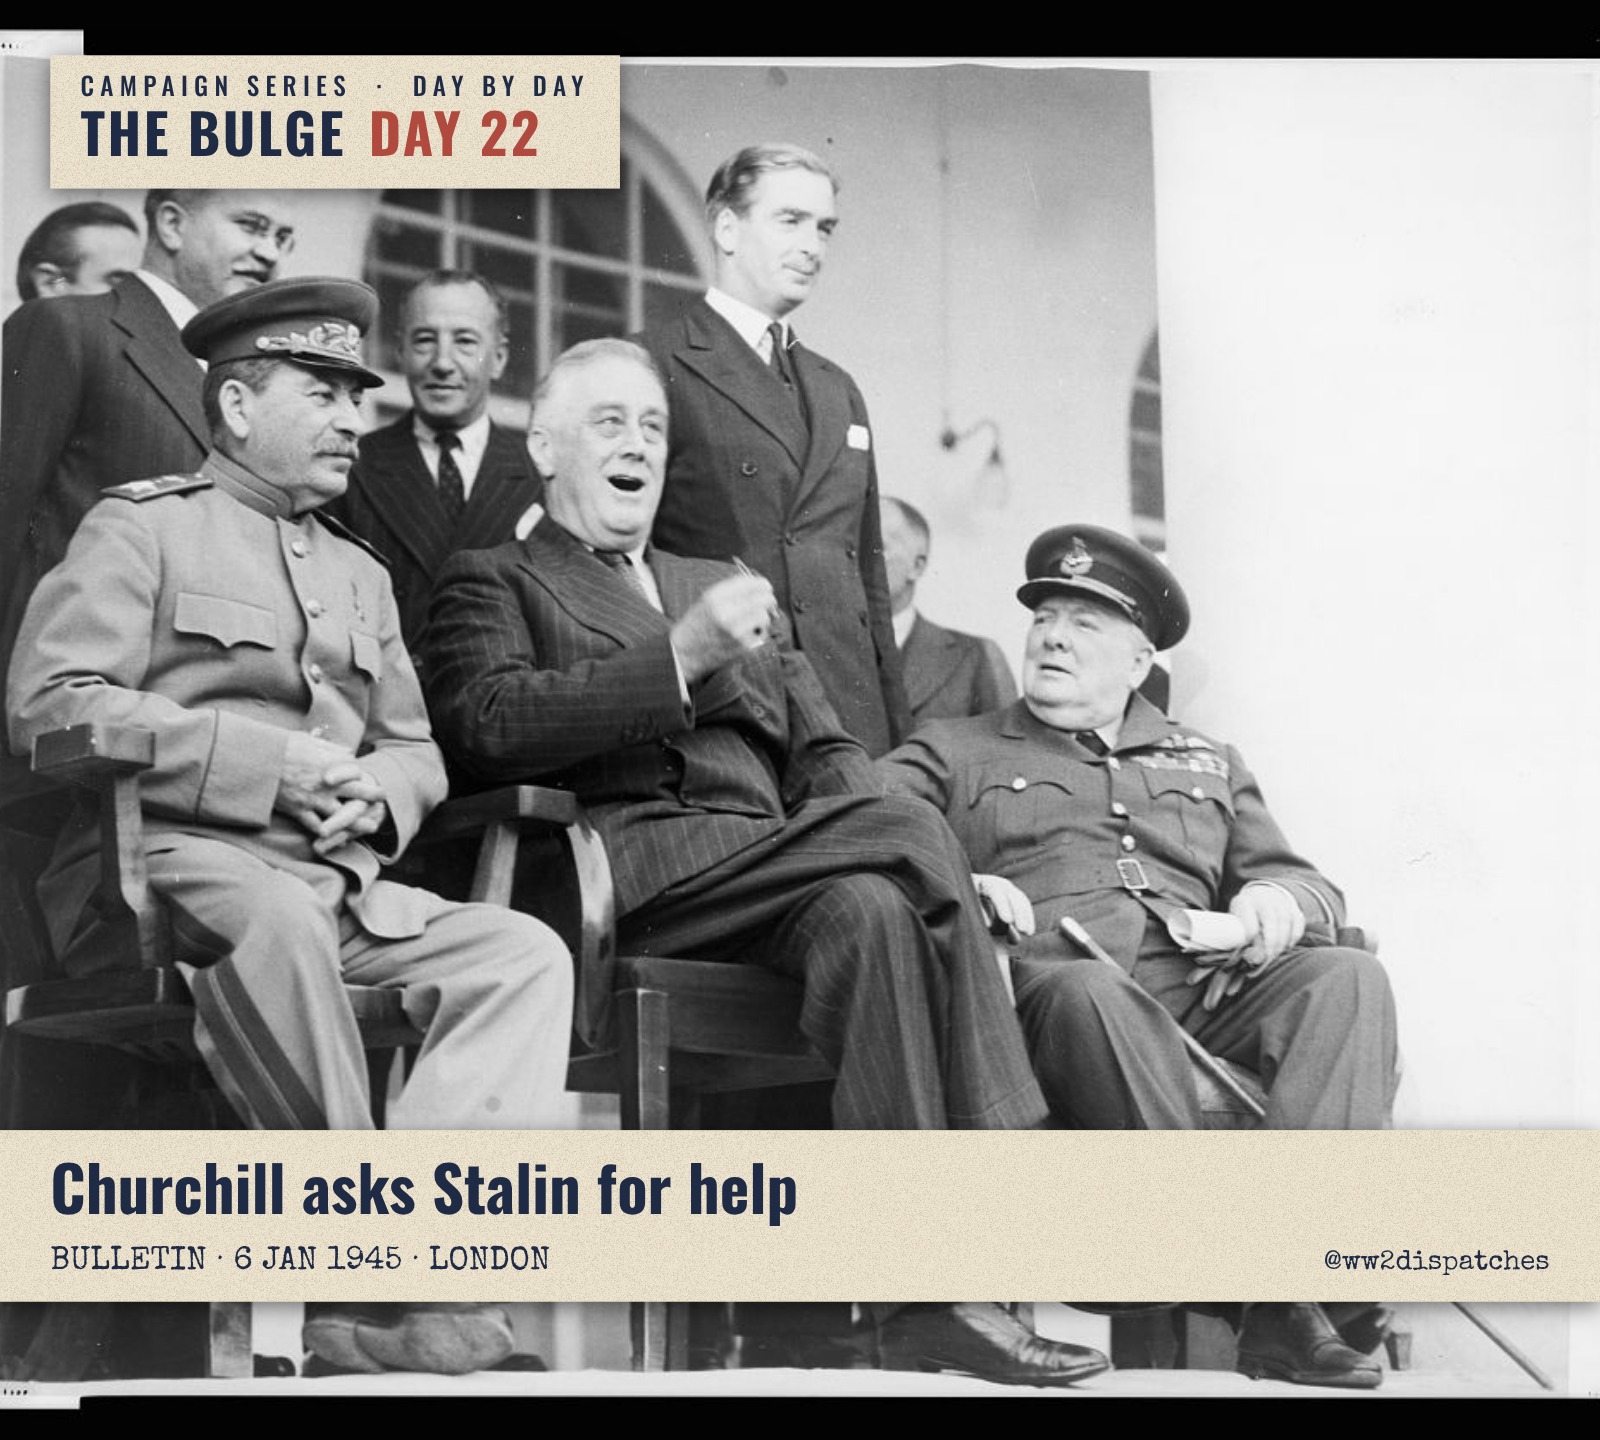 CAMPAIGN SERIES · DAY BY DAY
THE BULGE DAY 22
Churchill asks Stalin for help
BULLETIN · 6 JAN 1945 · LONDON
@ww2dispatches